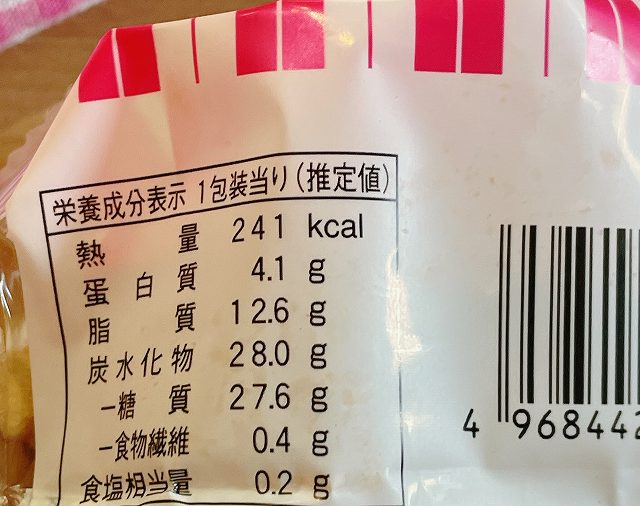 栄養成分表示 1包装当り(推定値)
熱量 241 kcal
蛋白質 4.1 g
脂質 12.6 g
炭水化物 28.0 g
−糖質 27.6 g
−食物繊維 0.4 g
食塩相当量 0.2 g
4 968442